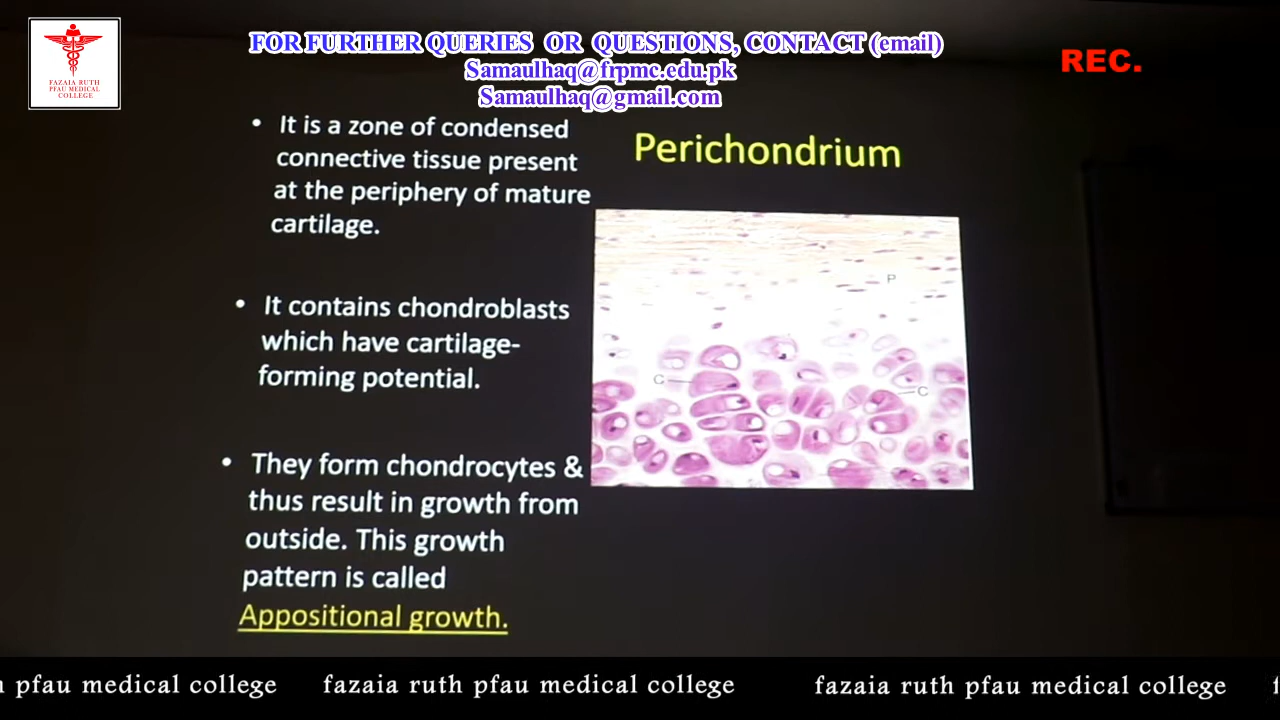 FAZAIA RUTH
PFAU MEDICAL
COLLEGE
FOR FURTHER QUERIES OR QUESTIONS, CONTACT (email)
Samaulhaq@frpmc.edu.pk
Samaulhaq@gmail.com
REC.
Perichondrium
• It is a zone of condensed
connective tissue present
at the periphery of mature
cartilage.
• It contains chondroblasts
which have cartilage-
forming potential.
• They form chondrocytes &
thus result in growth from
outside. This growth
pattern is called
Appositional growth.
P
C
C
pfau medical college fazaia ruth pfau medical college fazaia ruth pfau medical college